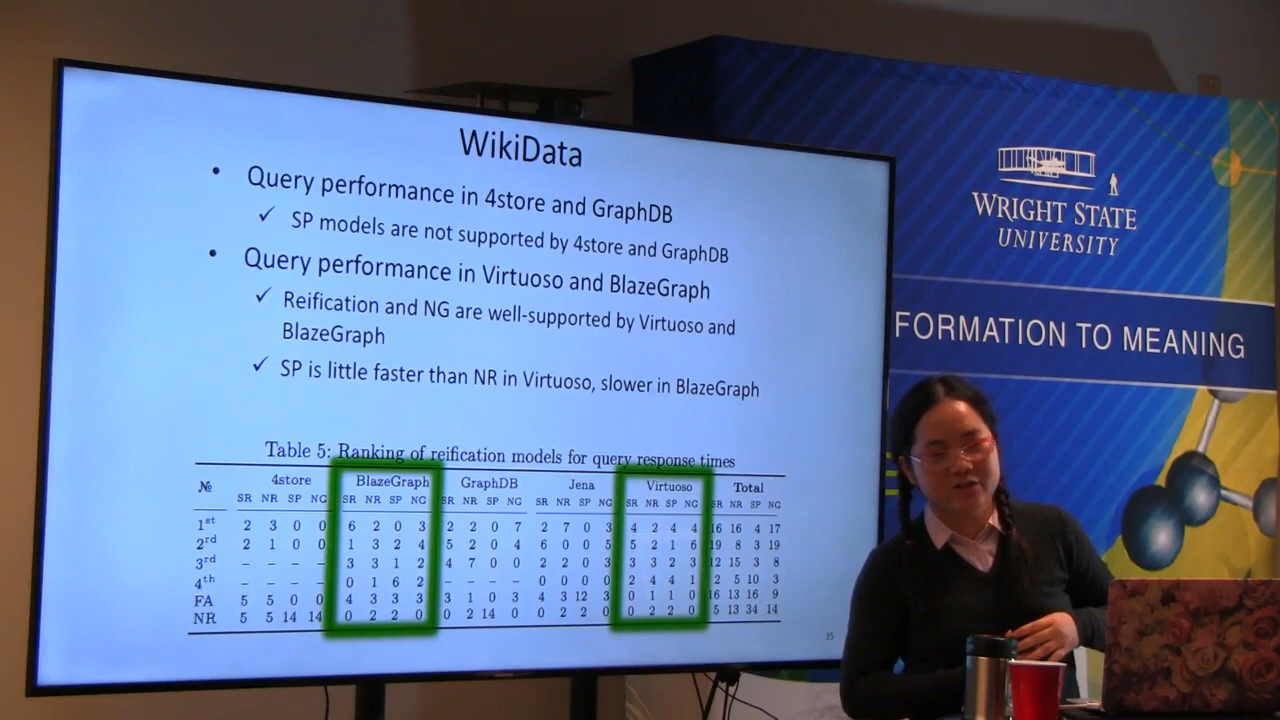 WikiData
• Query performance in 4store and GraphDB
✓ SP models are not supported by 4store and GraphDB
• Query performance in Virtuoso and BlazeGraph
✓ Reification and NG are well-supported by Virtuoso and
BlazeGraph
✓ SP is little faster than NR in Virtuoso, slower in BlazeGraph
Table 5: Ranking of reification models for query response times
№ 4store BlazeGraph GraphDB Jena Virtuoso Total
SR NR SP NG SR NR SP NG SR NR SP NG SR NR SP NG SR NR SP NG SR NR SP NG
1st 2 3 0 0 6 2 0 3 2 2 0 7 2 7 0 3 4 2 4 4 16 16 4 17
2rd 2 1 0 0 1 3 2 4 5 2 0 4 6 0 0 5 5 2 1 6 19 8 3 19
3rd – – – – 3 3 1 2 4 7 0 0 2 2 0 3 3 3 2 3 12 15 3 8
4th – – – – 0 1 6 2 – – – – 0 0 0 0 2 4 4 1 2 5 10 3
FA 5 5 0 0 4 3 3 3 3 1 0 3 4 3 12 3 0 1 1 0 16 13 16 9
NR 5 5 14 14 0 2 2 0 0 2 14 0 0 2 2 0 0 2 2 0 5 13 34 14
35
WRIGHT STATE
UNIVERSITY
FORMATION TO MEANING